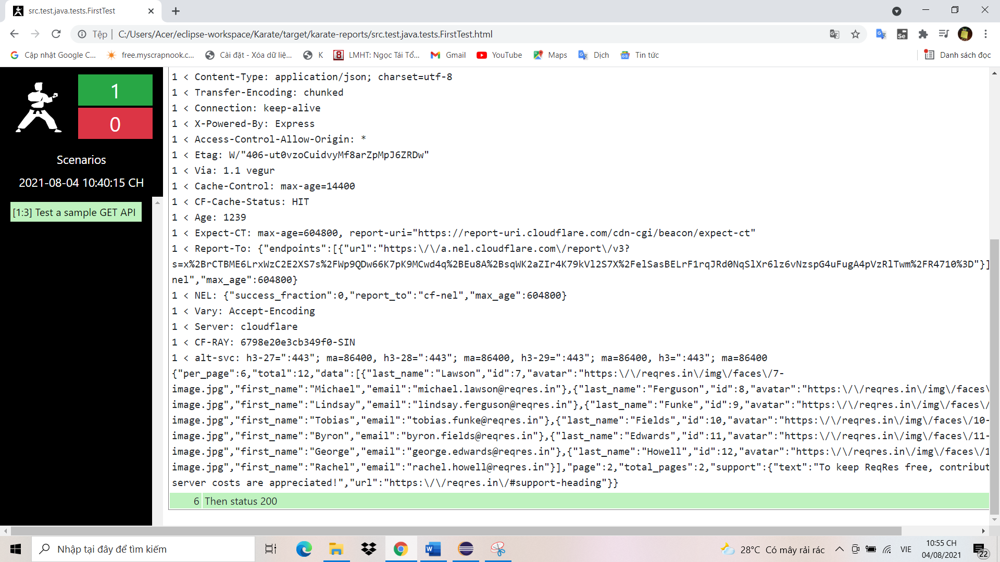 src.test.java.tests.FirstTest
Tệp
C:/Users/Acer/eclipse-workspace/Karate/target/karate-reports/src.test.java.tests.FirstTest.html
Se
Cập nhật Google C...
free.myscrapnook.c...
Cài đặt - Xóa dữ liệ...
K
LMHT: Ngọc Tái Tổ...
Gmail
YouTube
Maps
Dịch
Tin tức
Danh sách đọc
1
0
Scenarios
2021-08-04 10:40:15 CH
[1:3] Test a sample GET API
1 < Content-Type: application/json; charset=utf-8
1 < Transfer-Encoding: chunked
1 < Connection: keep-alive
1 < X-Powered-By: Express
1 < Access-Control-Allow-Origin: *
1 < Etag: W/"406-ut0vzoCuidvyMf8arZpMpJ6ZRDw"
1 < Via: 1.1 vegur
1 < Cache-Control: max-age=14400
1 < CF-Cache-Status: HIT
1 < Age: 1239
1 < Expect-CT: max-age=604800, report-uri="https://report-uri.cloudflare.com/cdn-cgi/beacon/expect-ct"
1 < Report-To: {"endpoints":[{"url":"https:\/\/a.nel.cloudflare.com\/report\/v3?
s=x%2BrCTBME6LrxWzC2E2XS7s%2FWp9QDw66K7pK9MCwd4q%2BEu8A%2BsqWK2aZIr4K79kVl2S7X%2FelSasBELrF1rqJRd0NqSlXr6lz6vNzspG4uFugA4pVzRlTwm%2FR4710%3D"}]
nel","max_age":604800}
1 < NEL: {"success_fraction":0,"report_to":"cf-nel","max_age":604800}
1 < Vary: Accept-Encoding
1 < Server: cloudflare
1 < CF-RAY: 6798e20e3cb349f0-SIN
1 < alt-svc: h3-27=":443"; ma=86400, h3-28=":443"; ma=86400, h3-29=":443"; ma=86400, h3=":443"; ma=86400
{"per_page":6,"total":12,"data":[{"last_name":"Lawson","id":7,"avatar":"https:\/\/reqres.in\/img\/faces\/7-
image.jpg","first_name":"Michael","email":"michael.lawson@reqres.in"},{"last_name":"Ferguson","id":8,"avatar":"https:\/\/reqres.in\/img\/faces\
image.jpg","first_name":"Lindsay","email":"lindsay.ferguson@reqres.in"},{"last_name":"Funke","id":9,"avatar":"https:\/\/reqres.in\/img\/faces\/
image.jpg","first_name":"Tobias","email":"tobias.funke@reqres.in"},{"last_name":"Fields","id":10,"avatar":"https:\/\/reqres.in\/img\/faces\/10-
image.jpg","first_name":"Byron","email":"byron.fields@reqres.in"},{"last_name":"Edwards","id":11,"avatar":"https:\/\/reqres.in\/img\/faces\/11-
image.jpg","first_name":"George","email":"george.edwards@reqres.in"},{"last_name":"Howell","id":12,"avatar":"https:\/\/reqres.in\/img\/faces\/1
image.jpg","first_name":"Rachel","email":"rachel.howell@reqres.in"}],"page":2,"total_pages":2,"support":{"text":"To keep ReqRes free, contribut
server costs are appreciated!","url":"https:\/\/reqres.in\/#support-heading"}}
6 Then status 200
Nhập tại đây để tìm kiếm
28°C Có mây rải rác
VIE
10:55 CH
04/08/2021
22